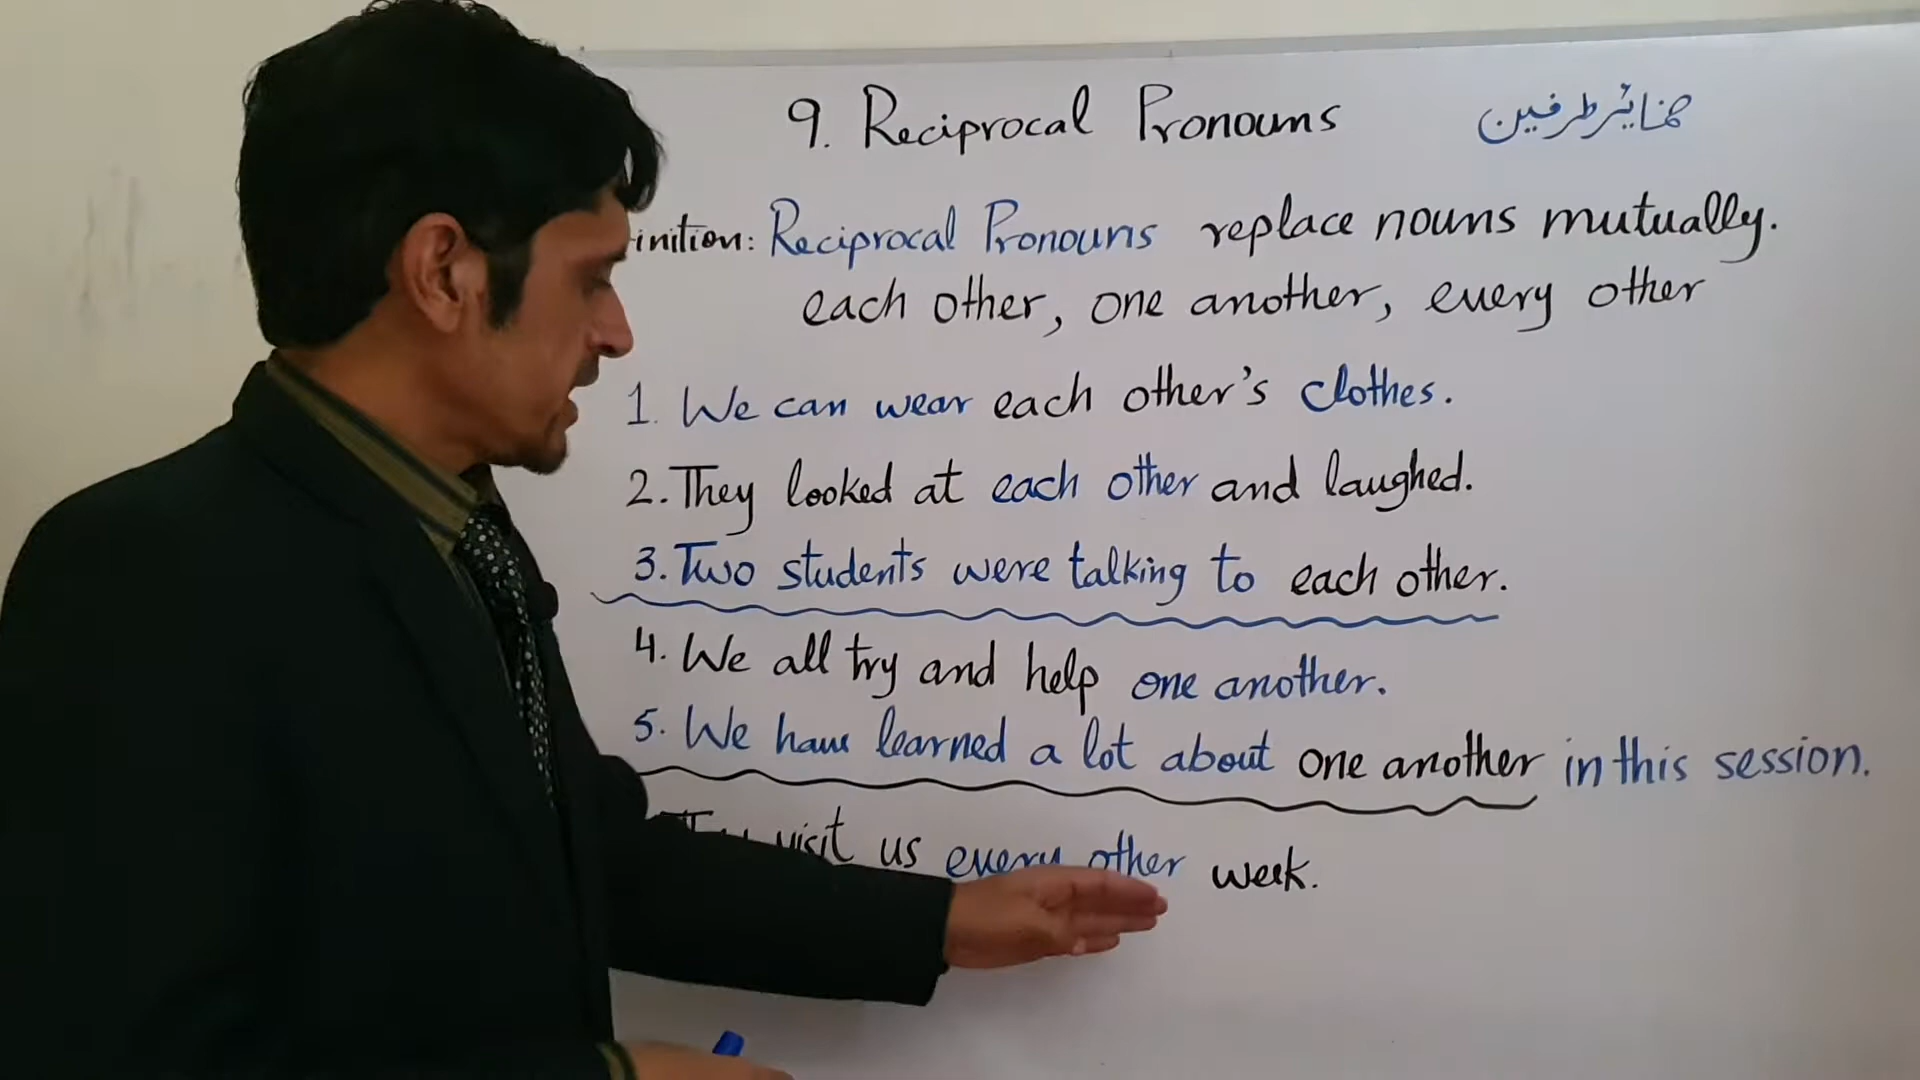 9. Reciprocal Pronouns ضمائر طرفین
inition: Reciprocal Pronouns replace nouns mutually.
each other, one another, every other
1. We can wear each other's clothes.
2. They looked at each other and laughed.
3. Two students were talking to each other.
4. We all try and help one another.
5. We have learned a lot about one another in this session.
visit us every other week.